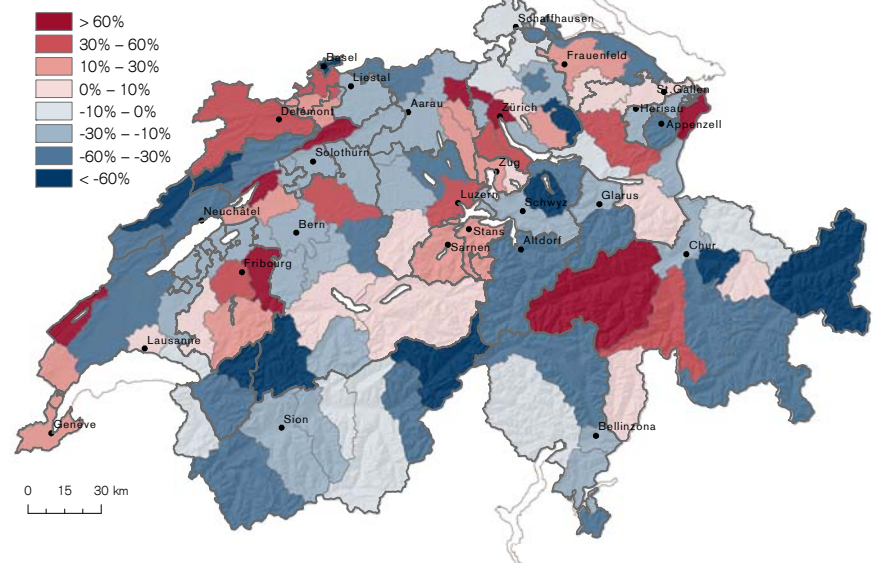 > 60%
30% – 60%
10% – 30%
0% – 10%
-10% – 0%
-30% – -10%
-60% – -30%
< -60%
Schaffhausen
Basel
Frauenfeld
Liestal
St.Gallen
Aarau
Zürich
Herisau
Delémont
Appenzell
Solothurn
Zug
Luzern
Glarus
Schwyz
Neuchâtel
Bern
Stans
Altdorf
Sarnen
Chur
Fribourg
Lausanne
Sion
Genève
Bellinzona
0 15 30 km